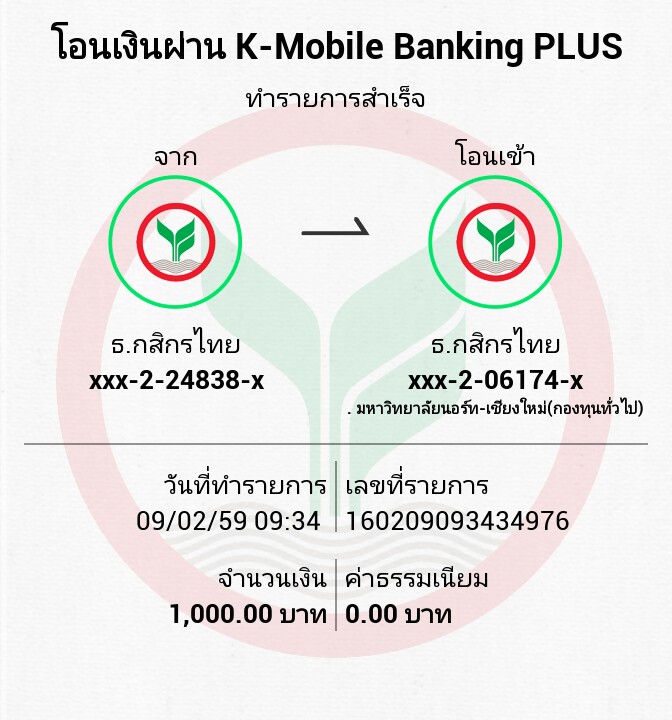 โอนเงินผ่าน K-Mobile Banking PLUS
ทำรายการสำเร็จ
จาก
โอนเข้า
ธ.กสิกรไทย
xxx-2-24838-x
ธ.กสิกรไทย
xxx-2-06174-x
. มหาวิทยาลัยนอร์ท-เชียงใหม่(กองทุนทั่วไป)
วันที่ทำรายการ
09/02/59 09:34
เลขที่รายการ
160209093434976
จำนวนเงิน
1,000.00 บาท
ค่าธรรมเนียม
0.00 บาท